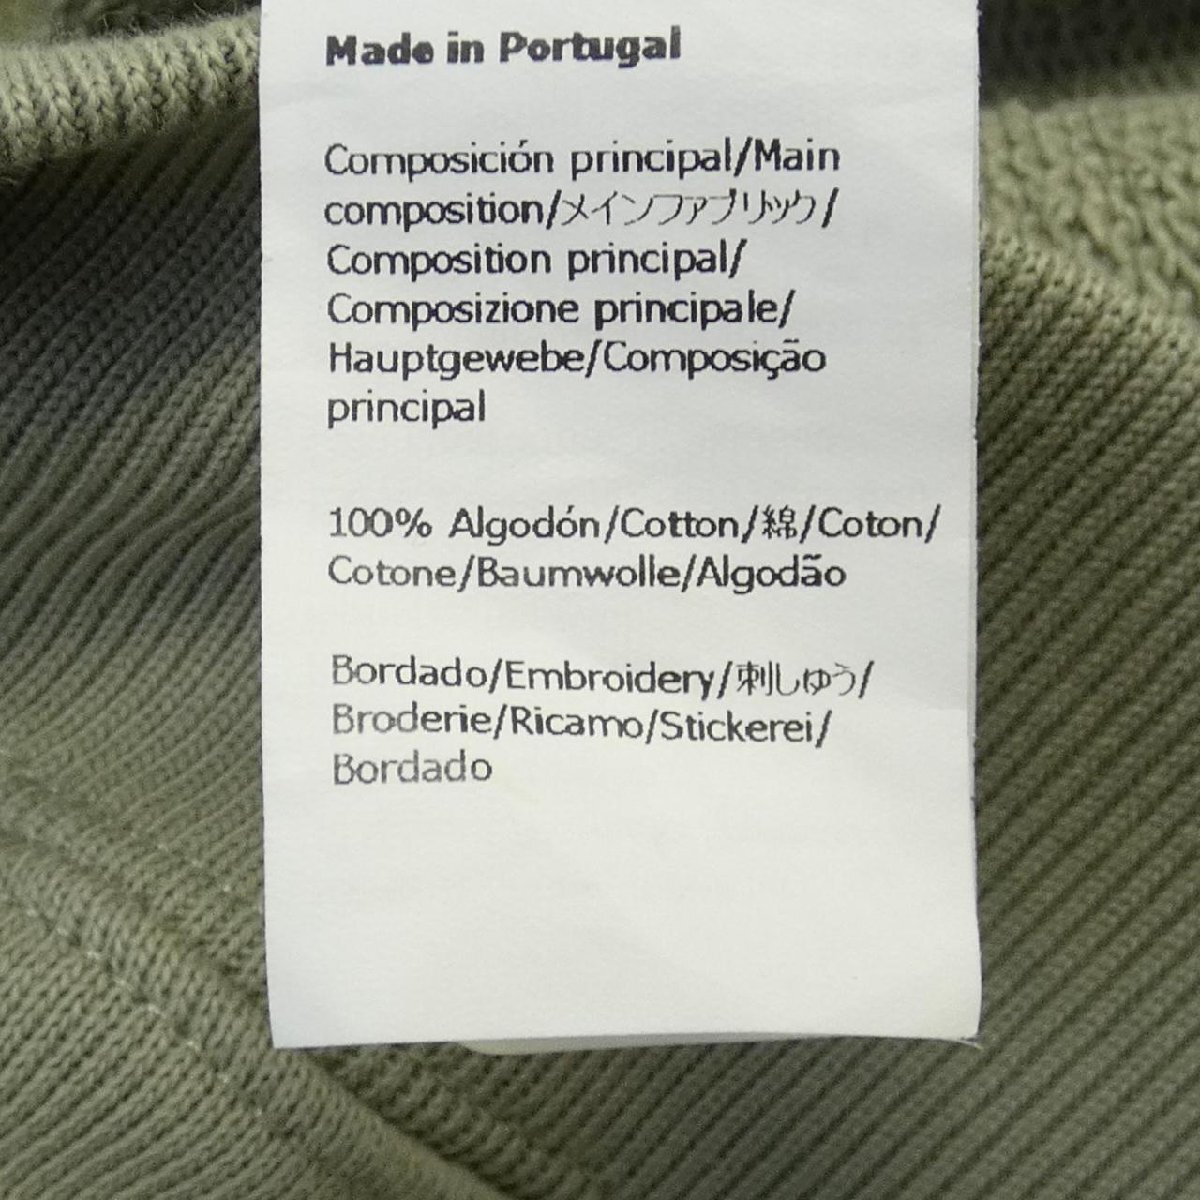 Made in Portugal
Composición principal/Main
composition/メインファブリック/
Composition principal/
Composizione principale/
Hauptgewebe/Composição
principal
100% Algodón/Cotton/綿/Coton/
Cotone/Baumwolle/Algodão
Bordado/Embroidery/刺しゅう/
Broderie/Ricamo/Stickerei/
Bordado